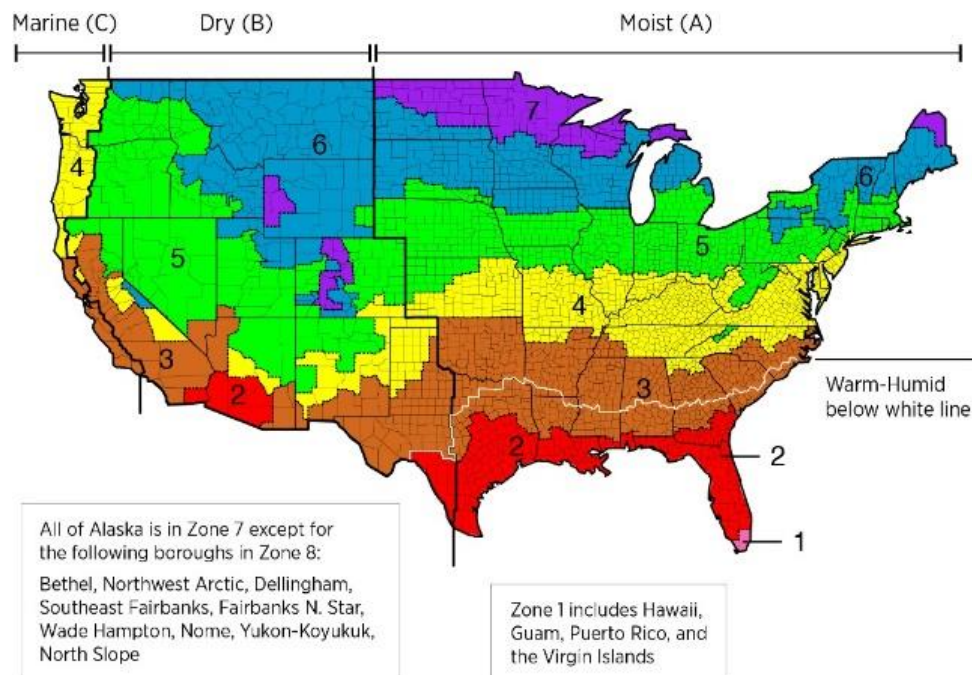 Marine (C)
Dry (B)
Moist (A)
7
6
4
6
5
5
4
3
3
2
Warm-Humid
below white line
2
2
1
All of Alaska is in Zone 7 except for
the following boroughs in Zone 8:
Bethel, Northwest Arctic, Dellingham,
Southeast Fairbanks, Fairbanks N. Star,
Wade Hampton, Nome, Yukon-Koyukuk,
North Slope
Zone 1 includes Hawaii,
Guam, Puerto Rico, and
the Virgin Islands